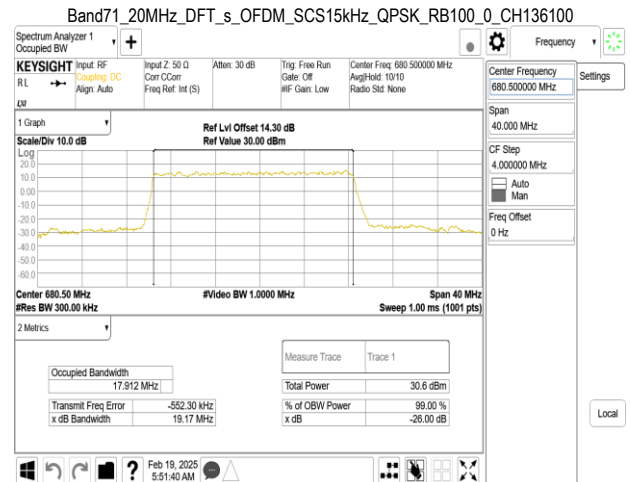 Band71_20MHz_DFT_s_OFDM_SCS15kHz_QPSK_RB100_0_CH136100
Spectrum Analyzer 1
Occupied BW
+
Frequency
KEYSIGHT
Input: RF
Input Z: 50 Ω
Atten: 30 dB
Trig: Free Run
Center Freq: 680.500000 MHz
RL
Coupling: DC
Corr CCorr
Gate: Off
Avg|Hold: 10/10
Align: Auto
Freq Ref: Int (S)
#IF Gain: Low
Radio Std: None
LXI
Center Frequency
680.500000 MHz
Settings
Span
40.000 MHz
CF Step
4.000000 MHz
Auto
Man
Freq Offset
0 Hz
Local
1 Graph
Ref Lvl Offset 14.30 dB
Scale/Div 10.0 dB
Ref Value 30.00 dBm
Log
20.0
10.0
0.00
-10.0
-20.0
-30.0
-40.0
-50.0
-60.0
Center 680.50 MHz
#Video BW 1.0000 MHz
Span 40 MHz
#Res BW 300.00 kHz
Sweep 1.00 ms (1001 pts)
2 Metrics
Measure Trace
Trace 1
Occupied Bandwidth
17.912 MHz
Total Power
30.6 dBm
Transmit Freq Error
-552.30 kHz
% of OBW Power
99.00 %
x dB Bandwidth
19.17 MHz
x dB
-26.00 dB
?
Feb 19, 2025
5:51:40 AM